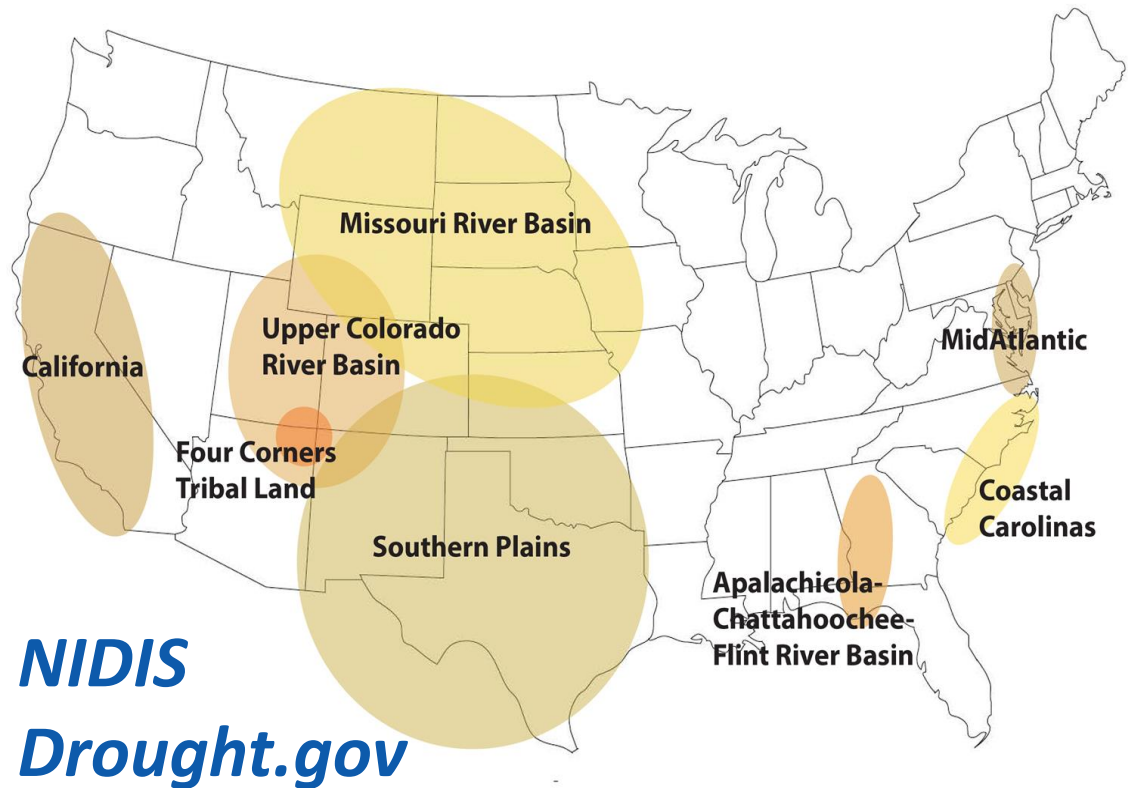 Missouri River Basin
Upper Colorado
River Basin
California
MidAtlantic
Four Corners
Tribal Land
Coastal
Carolinas
Southern Plains
Apalachicola-
Chattahoochee-
Flint River Basin
NIDIS
Drought.gov